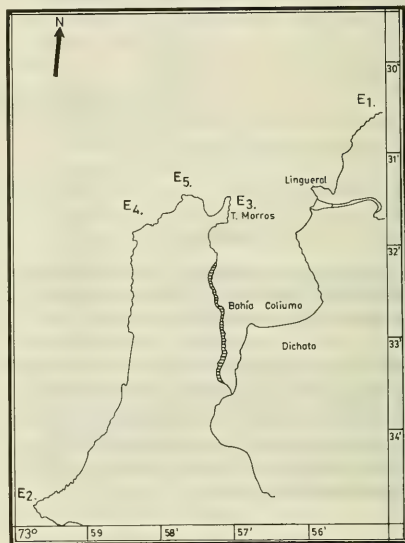 N
30'
E1.
31'
Lingueral
E5.
E3.
E4.
T. Morros
32'
Bahía Coliumo
33'
Dichato
34'
E2.
73º
59
58'
57'
56'